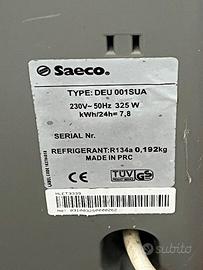 Saeco
TYPE: DEU 001SUA
230V~ 50Hz 325 W
kWh/24h= 7,8
SERIAL Nr.
REFRIGERANT:R134a 0,192kg
MADE IN PRC
CE
TÜV
GS
subito